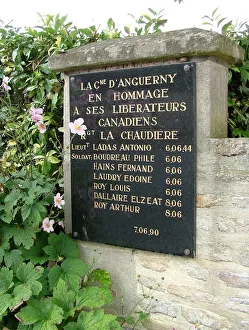 LA CNE D'ANGUERNY
EN HOMMAGE
A SES LIBERATEURS
CANADIENS
RGT LA CHAUDIÈRE
LIEUT LADAS ANTONIO 6.06.44
SOLDAT BOUDREAU PHILE 6.06
HAINS FERNAND 6.06
LAUDRY EDOINE 6.06
ROY LOUIS 6.06
DALLAIRE ELZEAT 8.06
ROY ARTHUR 8.06
7.06.90